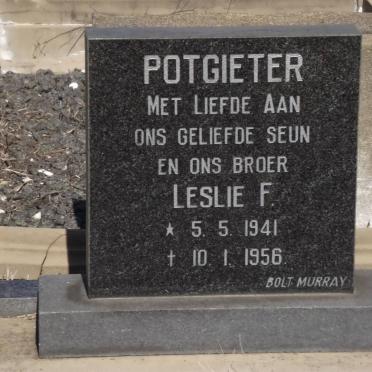 POTGIETER
MET LIEFDE AAN
ONS GELIEFDE SEUN
EN ONS BROER
LESLIE F.
* 5. 5. 1941
† 10. 1. 1956.
BOLT MURRAY